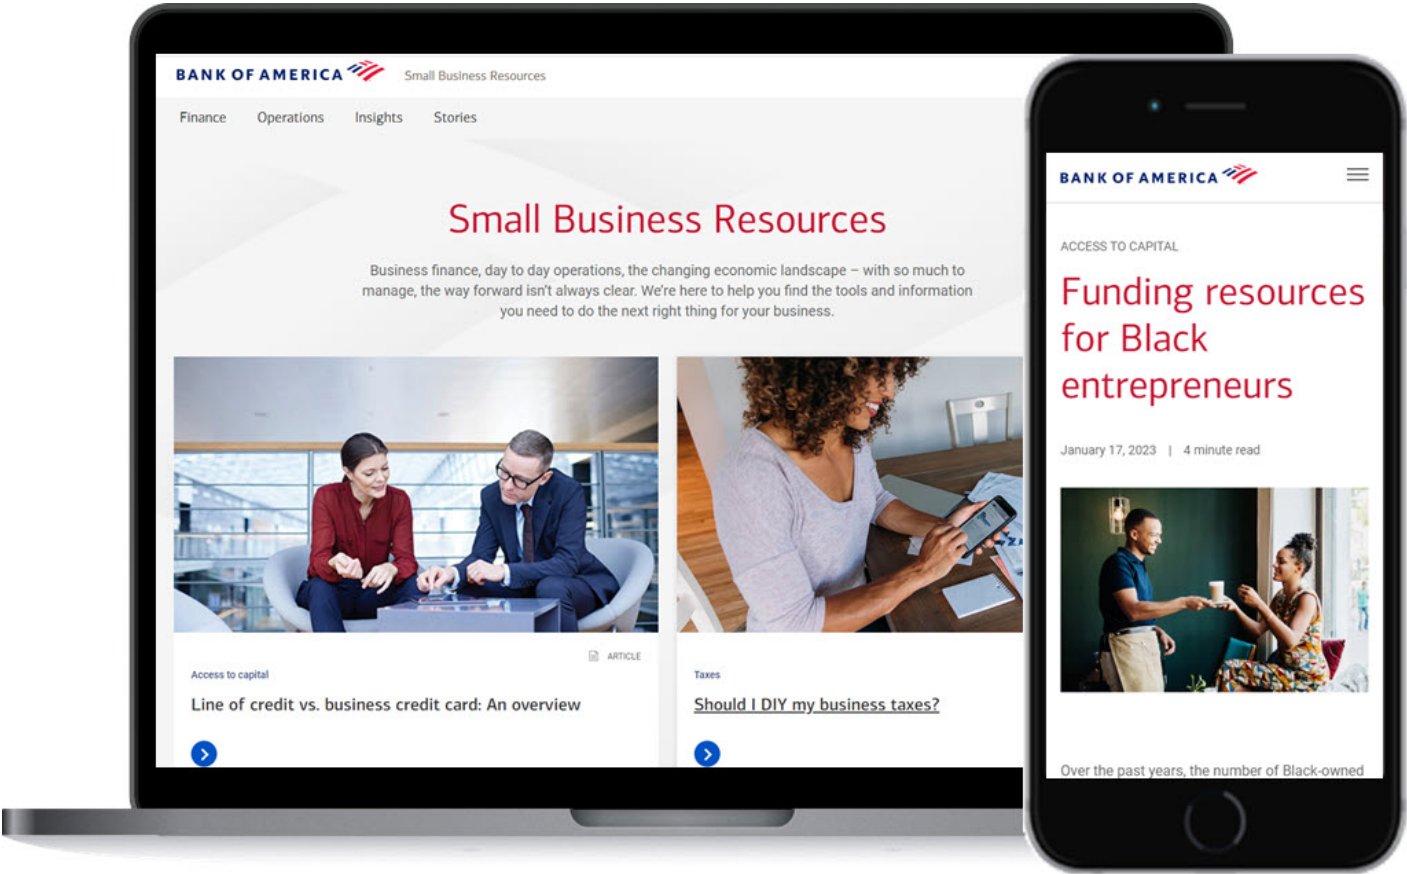 BANK OF AMERICA
Small Business Resources
Finance
Operations
Insights
Stories
Small Business Resources
Business finance, day to day operations, the changing economic landscape – with so much to
manage, the way forward isn't always clear. We're here to help you find the tools and information
you need to do the next right thing for your business.
ARTICLE
Access to capital
Line of credit vs. business credit card: An overview
Taxes
Should I DIY my business taxes?
BANK OF AMERICA
ACCESS TO CAPITAL
Funding resources
for Black
entrepreneurs
January 17, 2023 | 4 minute read
Over the past years, the number of Black-owned